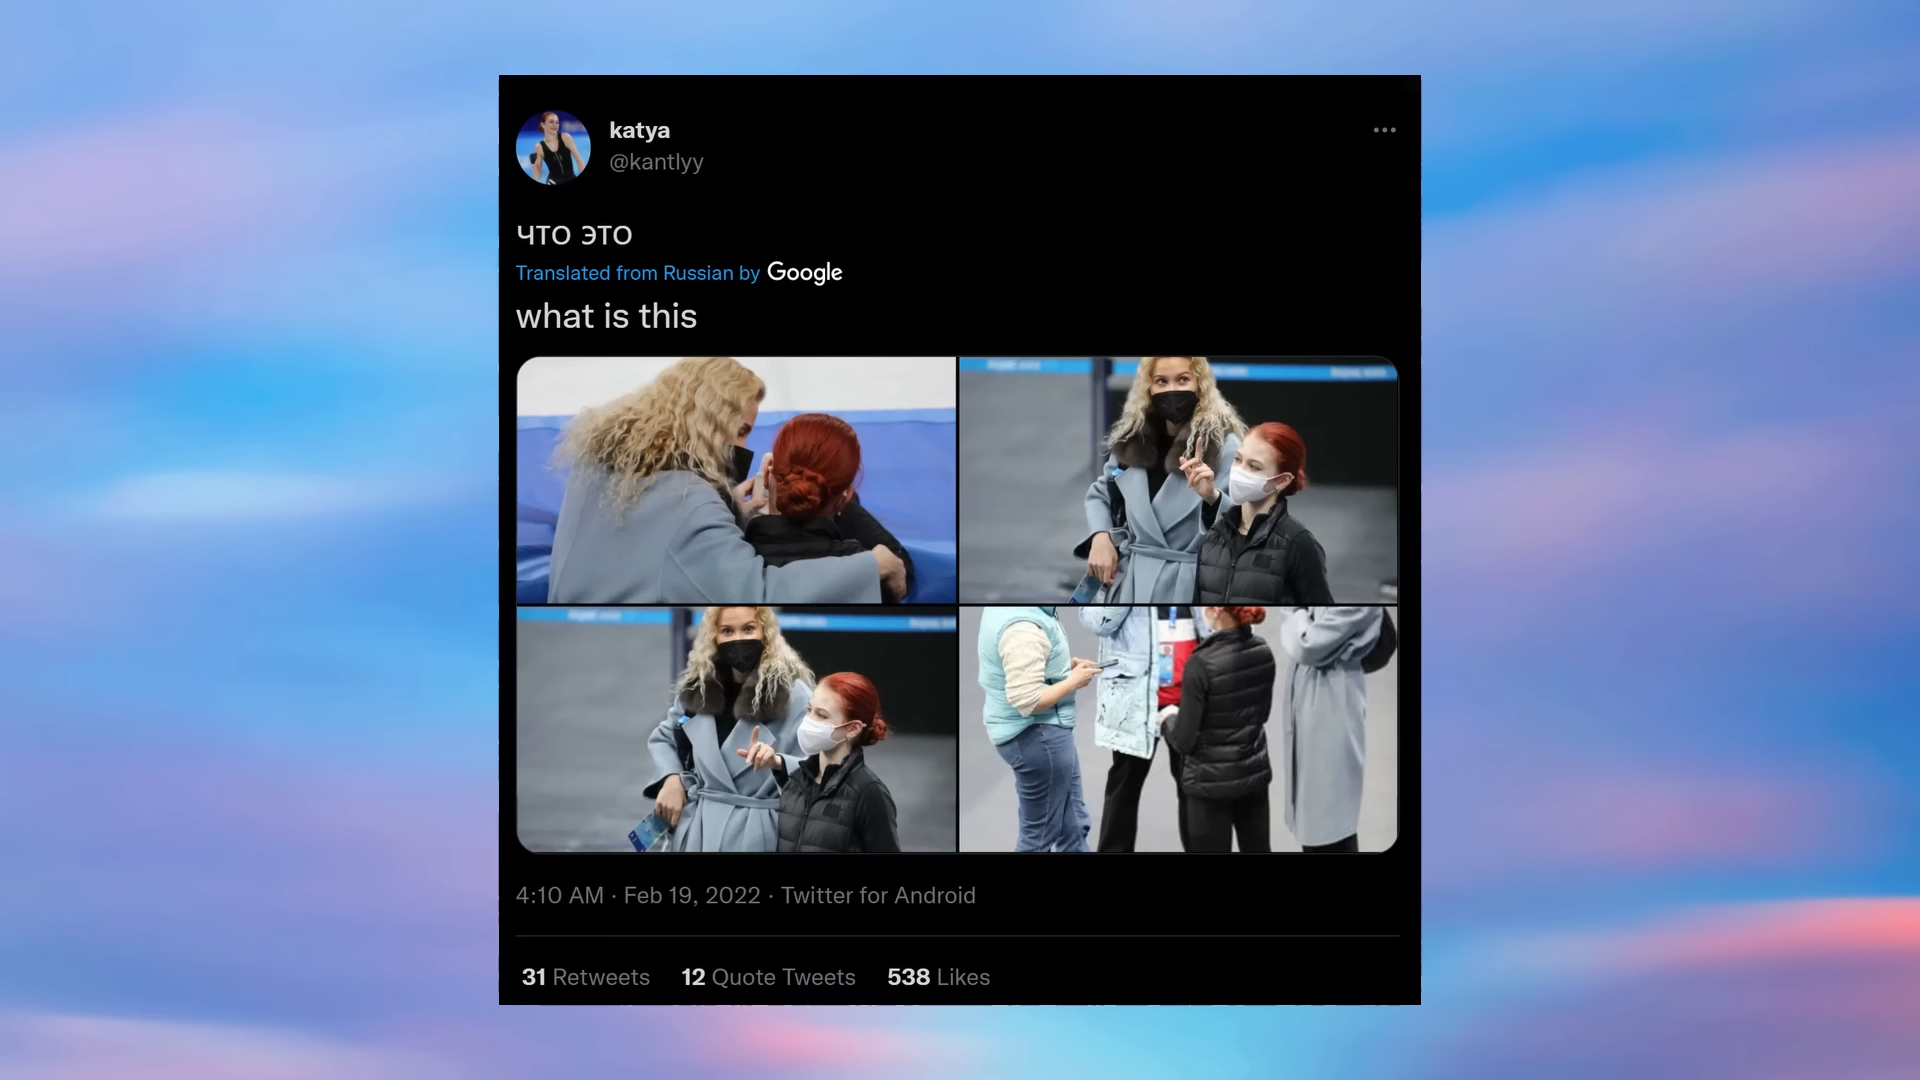 katya
@kantlyy
что это
Translated from Russian by Google
what is this
4:10 AM · Feb 19, 2022 · Twitter for Android
31 Retweets 12 Quote Tweets 538 Likes